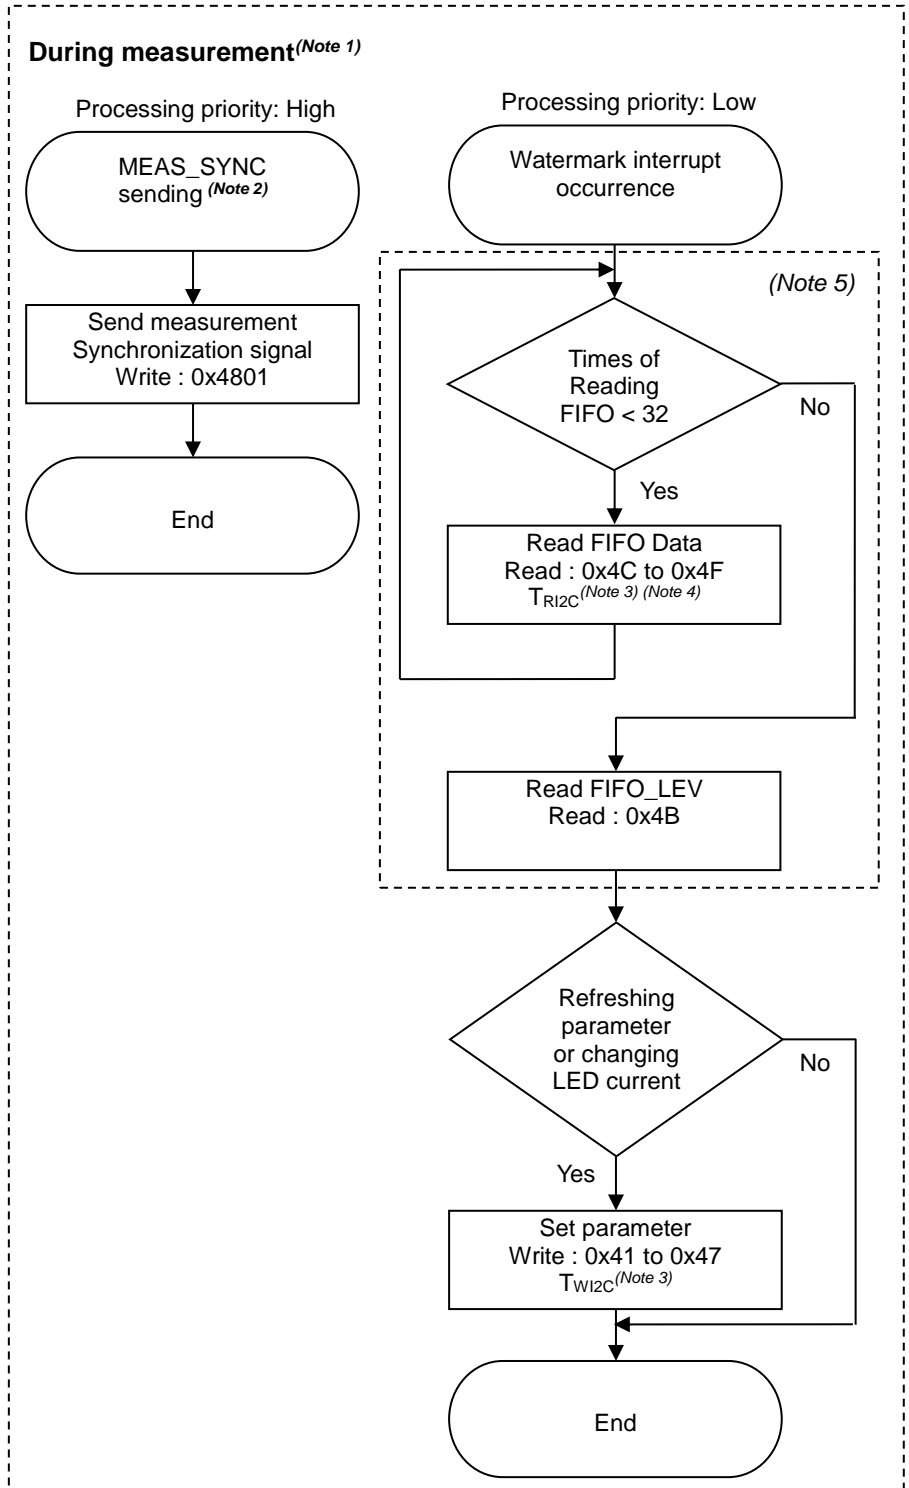 During measurement(Note 1)
Processing priority: High
MEAS_SYNC
sending (Note 2)
Send measurement
Synchronization signal
Write : 0x4801
End
Processing priority: Low
Watermark interrupt
occurrence
(Note 5)
Times of
Reading
FIFO < 32
No
Yes
Read FIFO Data
Read : 0x4C to 0x4F
TRI2C(Note 3) (Note 4)
Read FIFO_LEV
Read : 0x4B
Refreshing
parameter
or changing
LED current
No
Yes
Set parameter
Write : 0x41 to 0x47
TWI2C(Note 3)
End